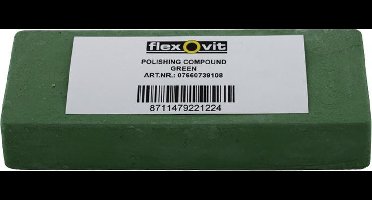 flexOvit
POLISHING COMPOUND
GREEN
ART.NR.: 07660739108
8711479221224